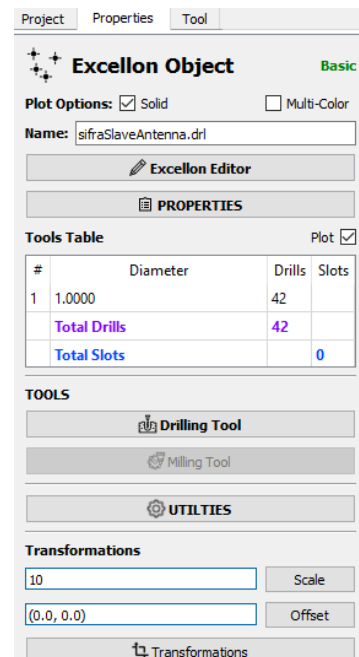 Project Properties Tool
Excellon Object Basic
Plot Options: Solid Multi-Color
Name: sifraSlaveAntenna.drl
Excellon Editor
PROPERTIES
Tools Table Plot
# Diameter Drills Slots
1 1.0000 42
Total Drills 42
Total Slots 0
TOOLS
Drilling Tool
Milling Tool
UTILTIES
Transformations
10 Scale
(0.0, 0.0) Offset
Transformations